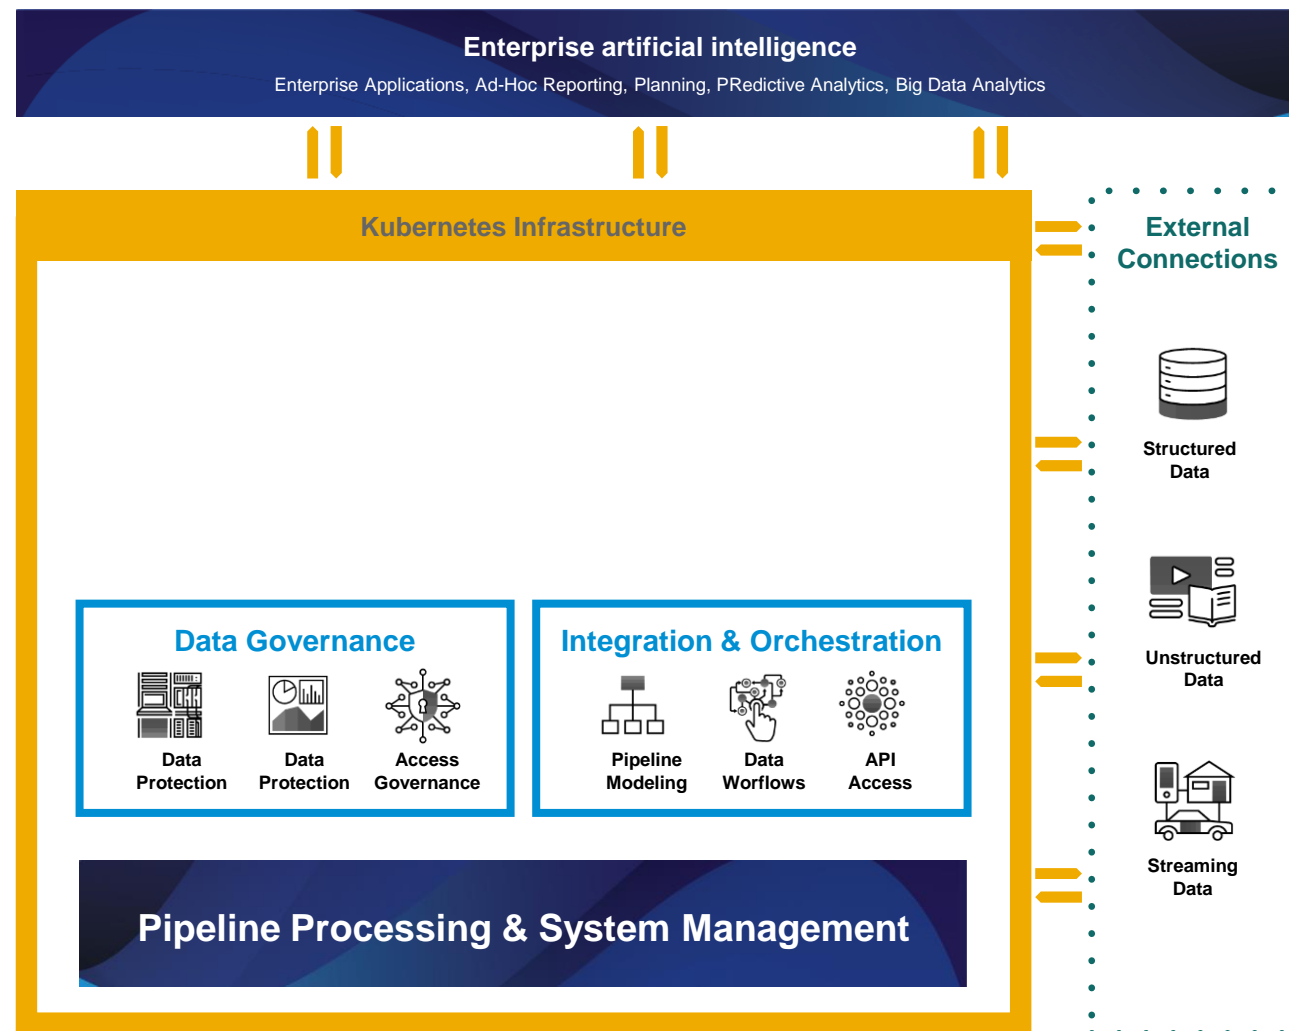 Enterprise artificial intelligence
Enterprise Applications, Ad-Hoc Reporting, Planning, PRedictive Analytics, Big Data Analytics
Kubernetes Infrastructure
External
Connections
Structured
Data
Unstructured
Data
Streaming
Data
Data Governance
Data
Protection
Data
Protection
Access
Governance
Integration & Orchestration
Pipeline
Modeling
Data
Worflows
API
Access
Pipeline Processing & System Management